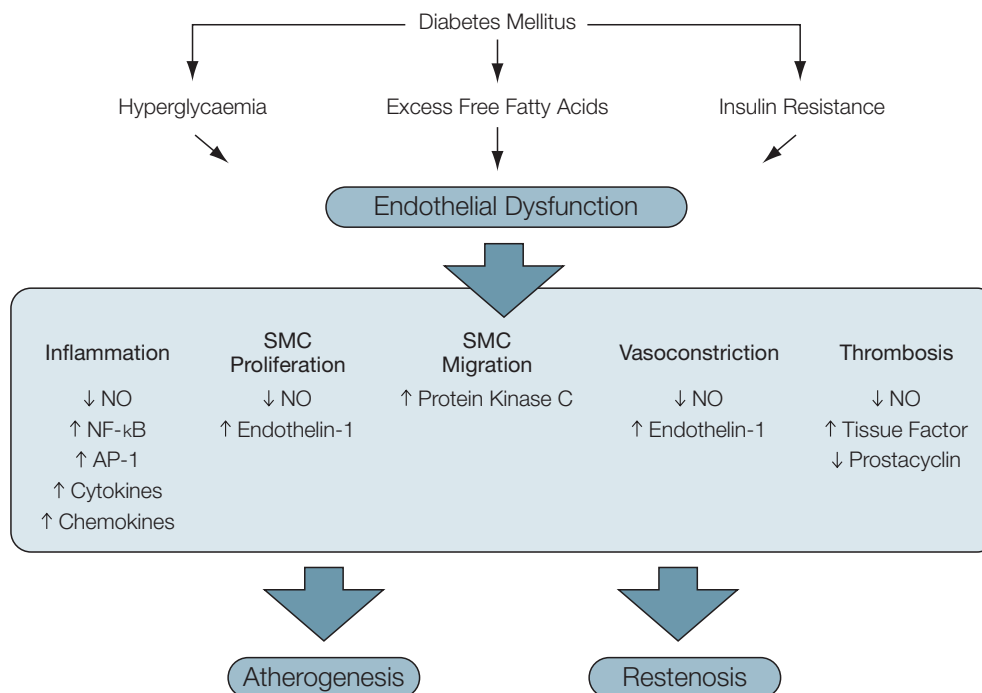 Diabetes Mellitus
Hyperglycaemia
Excess Free Fatty Acids
Insulin Resistance
Endothelial Dysfunction
Inflammation
↓ NO
↑ NF-κB
↑ AP-1
↑ Cytokines
↑ Chemokines
SMC
Proliferation
↓ NO
↑ Endothelin-1
SMC
Migration
↑ Protein Kinase C
Vasoconstriction
↓ NO
↑ Endothelin-1
Thrombosis
↓ NO
↑ Tissue Factor
↓ Prostacyclin
Atherogenesis
Restenosis